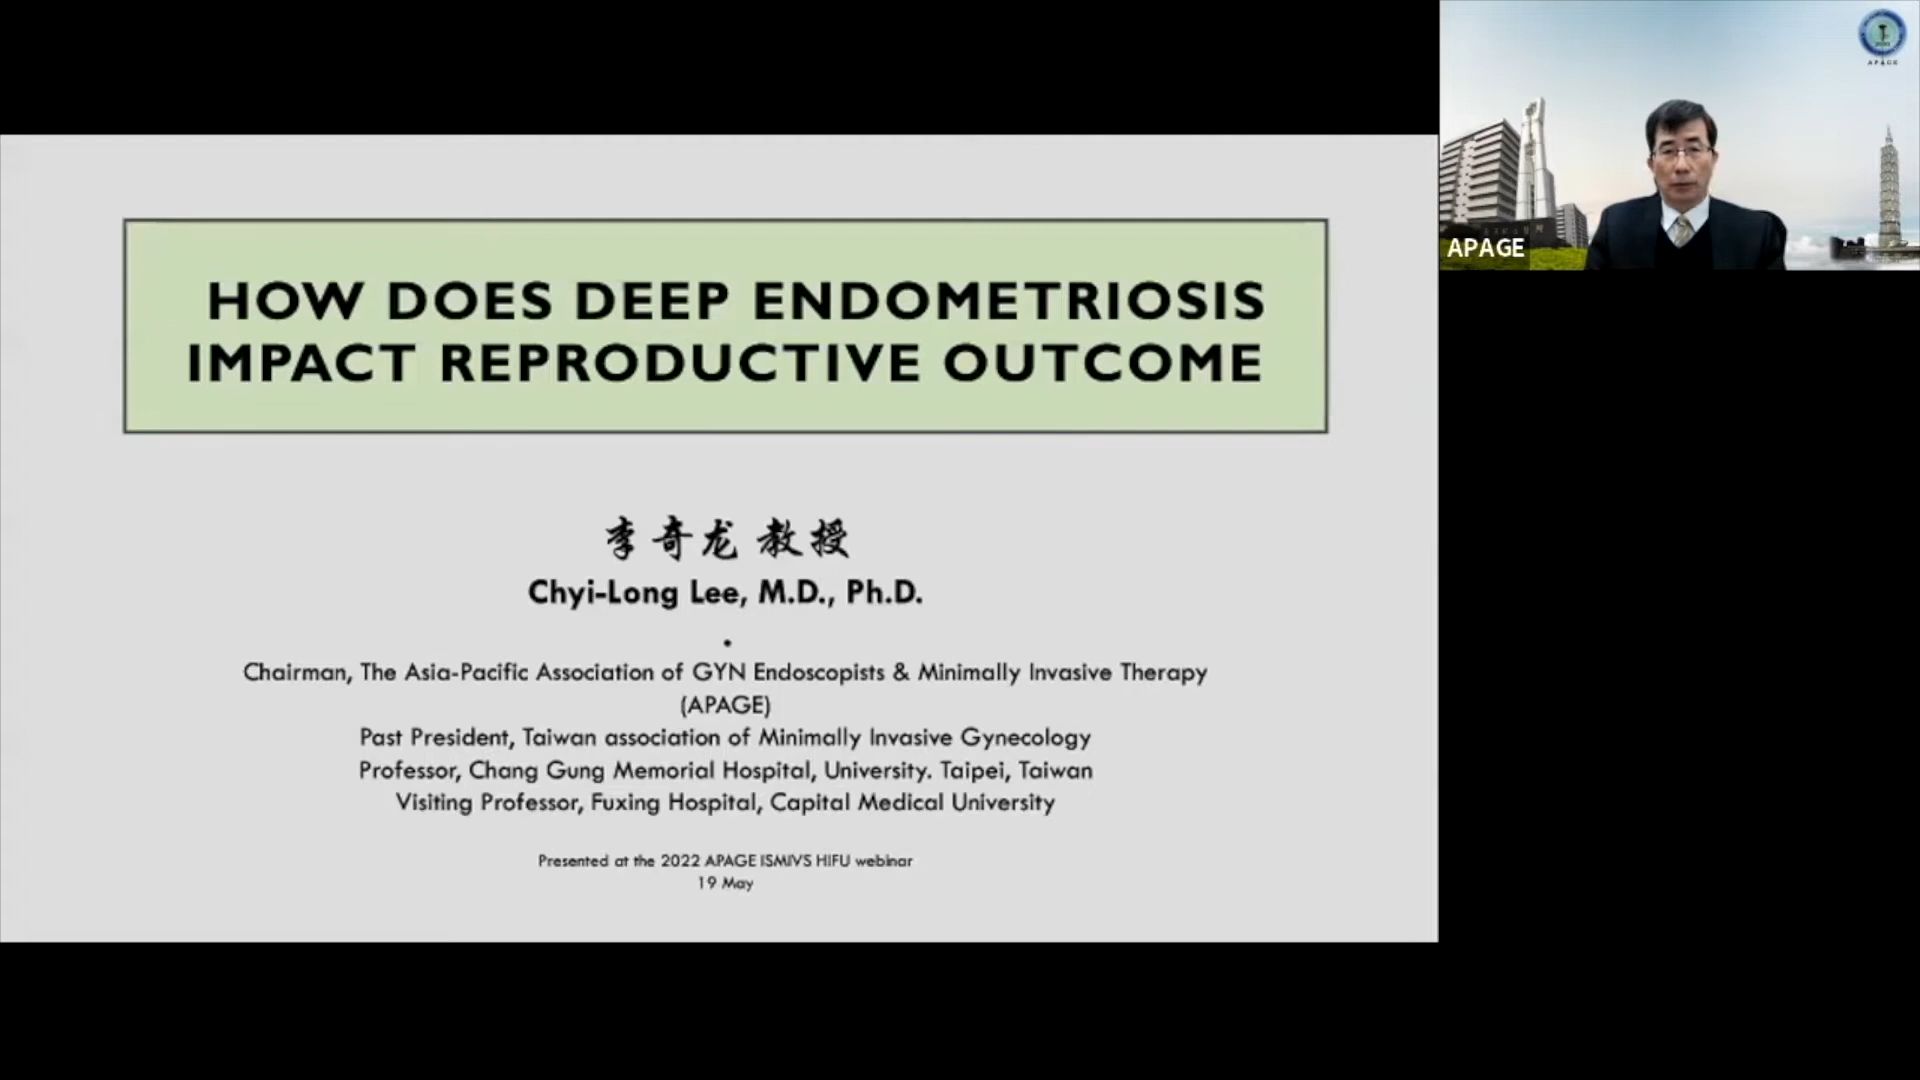 HOW DOES DEEP ENDOMETRIOSIS
IMPACT REPRODUCTIVE OUTCOME
李奇龙 教授
Chyi-Long Lee, M.D., Ph.D.
•
Chairman, The Asia-Pacific Association of GYN Endoscopists & Minimally Invasive Therapy
(APAGE)
Past President, Taiwan association of Minimally Invasive Gynecology
Professor, Chang Gung Memorial Hospital, University. Taipei, Taiwan
Visiting Professor, Fuxing Hospital, Capital Medical University
Presented at the 2022 APAGE ISMIVS HIFU webinar
19 May
APAGE
APAGE